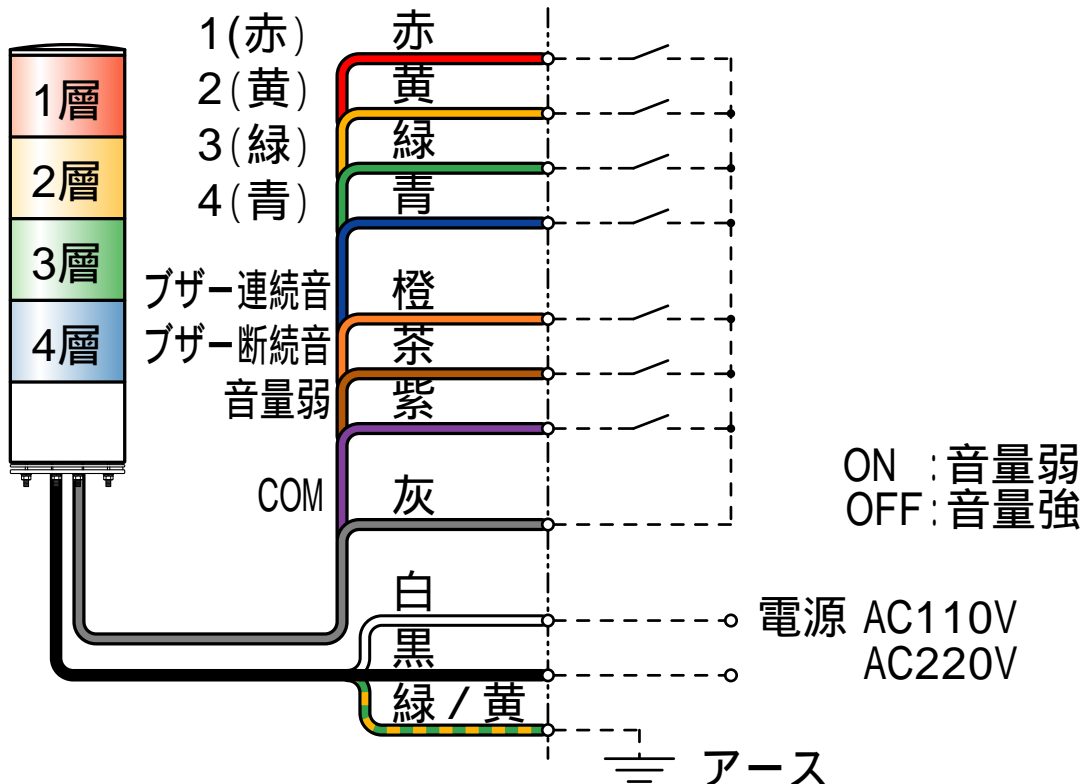 1(赤) 赤
1層
2(黄) 黄
3(緑) 緑
2層
4(青) 青
3層
ブザー連続音 橙
4層
ブザー断続音 茶
音量弱 紫
ON :音量弱
COM 灰
OFF:音量強
白
電源 AC110V
黒
AC220V
緑/黄
アース